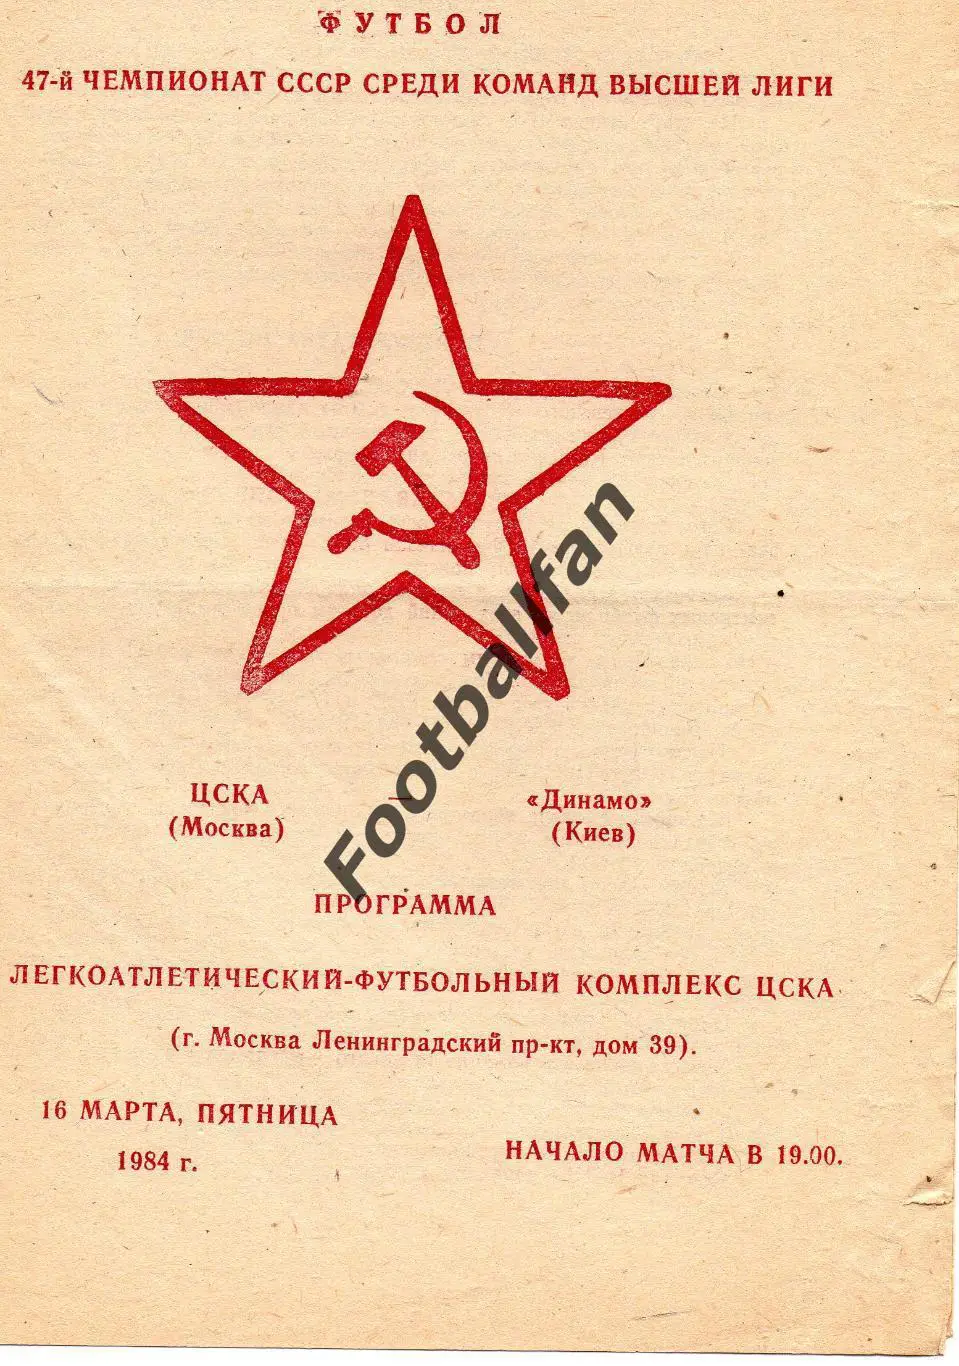 ФУТБОЛ
47-й ЧЕМПИОНАТ СССР СРЕДИ КОМАНД ВЫСШЕЙ ЛИГИ
ЦСКА — «Динамо»
(Москва) (Киев)
Footballfan
ПРОГРАММА
ЛЕГКОАТЛЕТИЧЕСКИЙ-ФУТБОЛЬНЫЙ КОМПЛЕКС ЦСКА
(г. Москва Ленинградский пр-кт, дом 39).
16 МАРТА, ПЯТНИЦА
1984 г.
НАЧАЛО МАТЧА В 19.00.